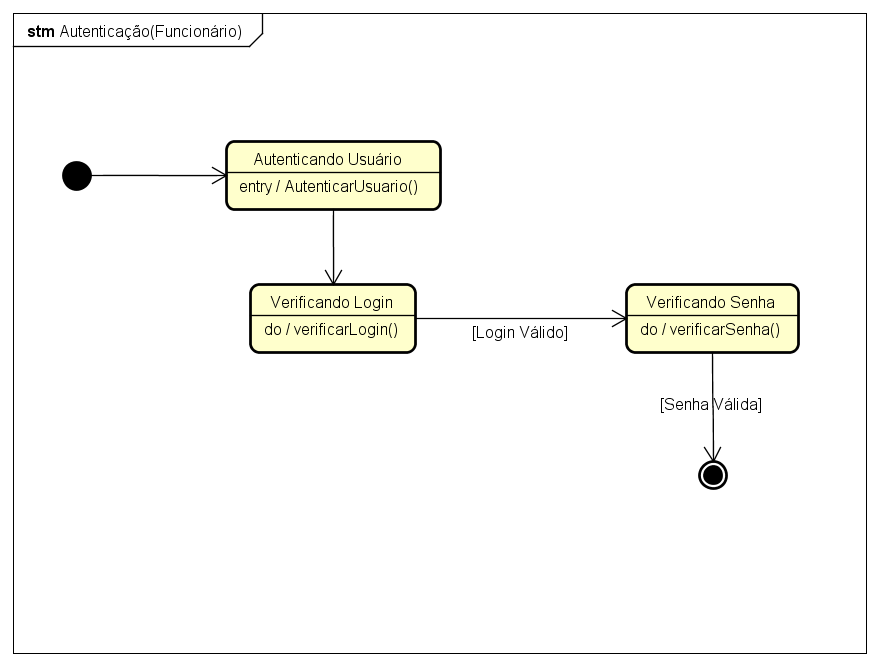 stm Autenticação(Funcionário)
Autenticando Usuário
entry / AutenticarUsuario()
Verificando Login
do / verificarLogin()
[Login Válido]
Verificando Senha
do / verificarSenha()
[Senha Válida]